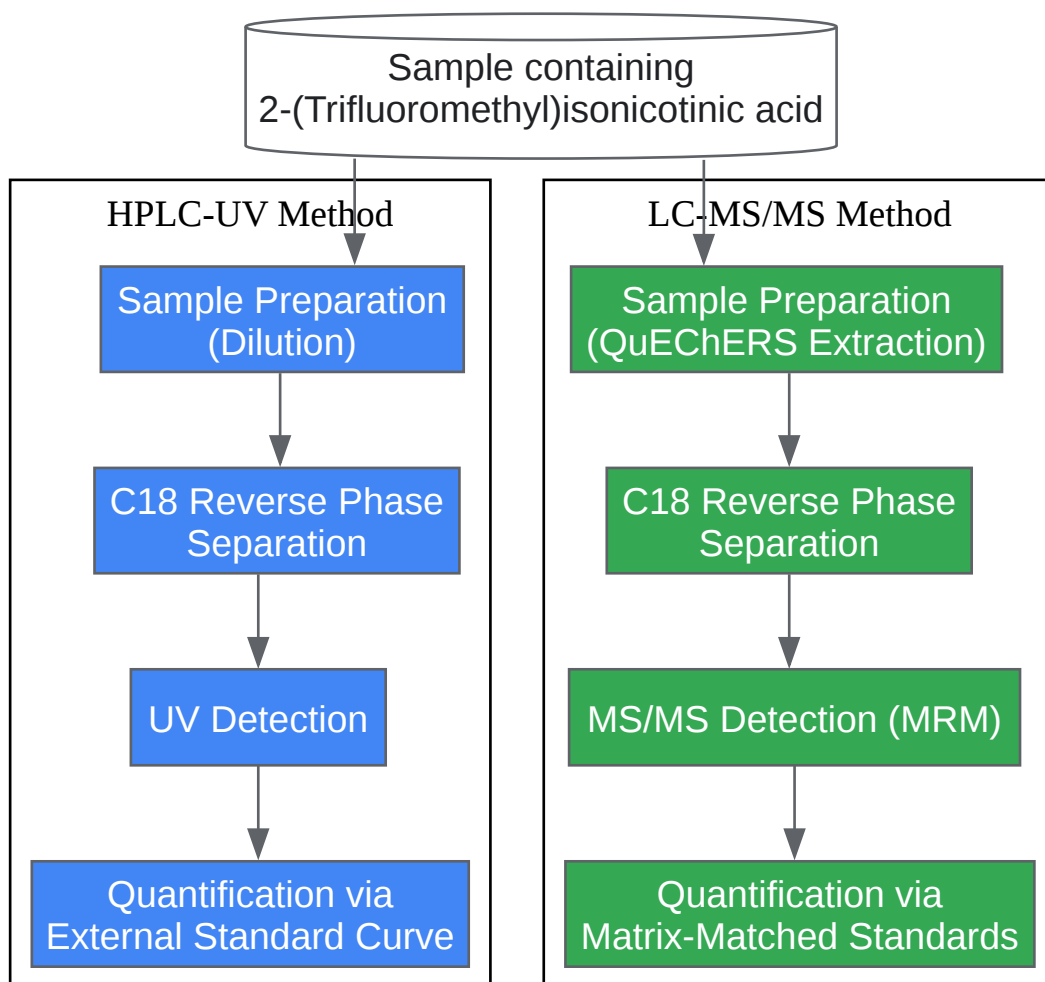 Sample containing
2-(Trifluoromethyl)isonicotinic acid
HPLC-UV Method
Sample Preparation
(Dilution)
C18 Reverse Phase
Separation
UV Detection
Quantification via
External Standard Curve
LC-MS/MS Method
Sample Preparation
(QuEChERS Extraction)
C18 Reverse Phase
Separation
MS/MS Detection (MRM)
Quantification via
Matrix-Matched Standards